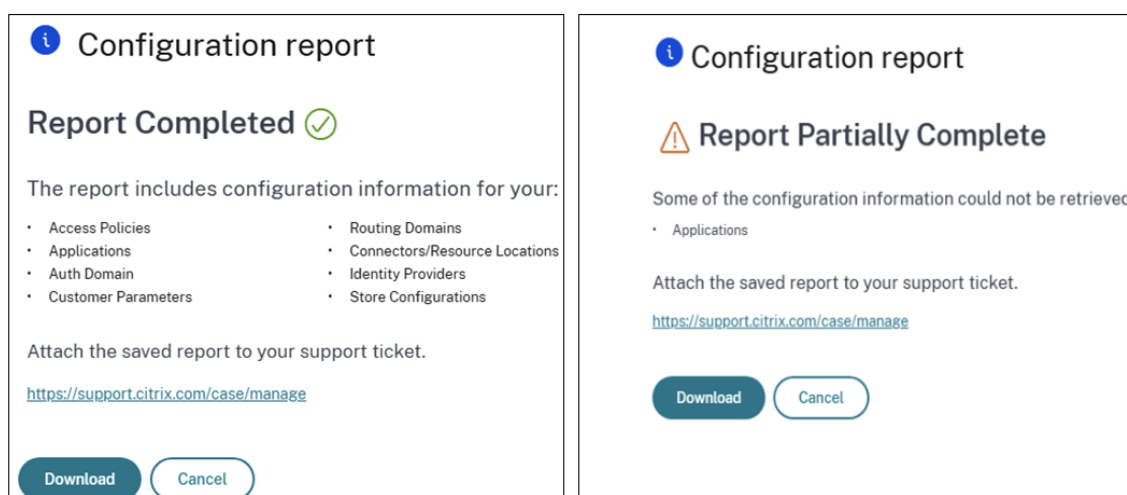 Configuration report
Report Completed
The report includes configuration information for your:
• Access Policies
• Applications
• Auth Domain
• Customer Parameters
• Routing Domains
• Connectors/Resource Locations
• Identity Providers
• Store Configurations
Attach the saved report to your support ticket.
https://support.citrix.com/case/manage
Download
Cancel
Configuration report
Report Partially Complete
Some of the configuration information could not be retrieved
• Applications
Attach the saved report to your support ticket.
https://support.citrix.com/case/manage
Download
Cancel